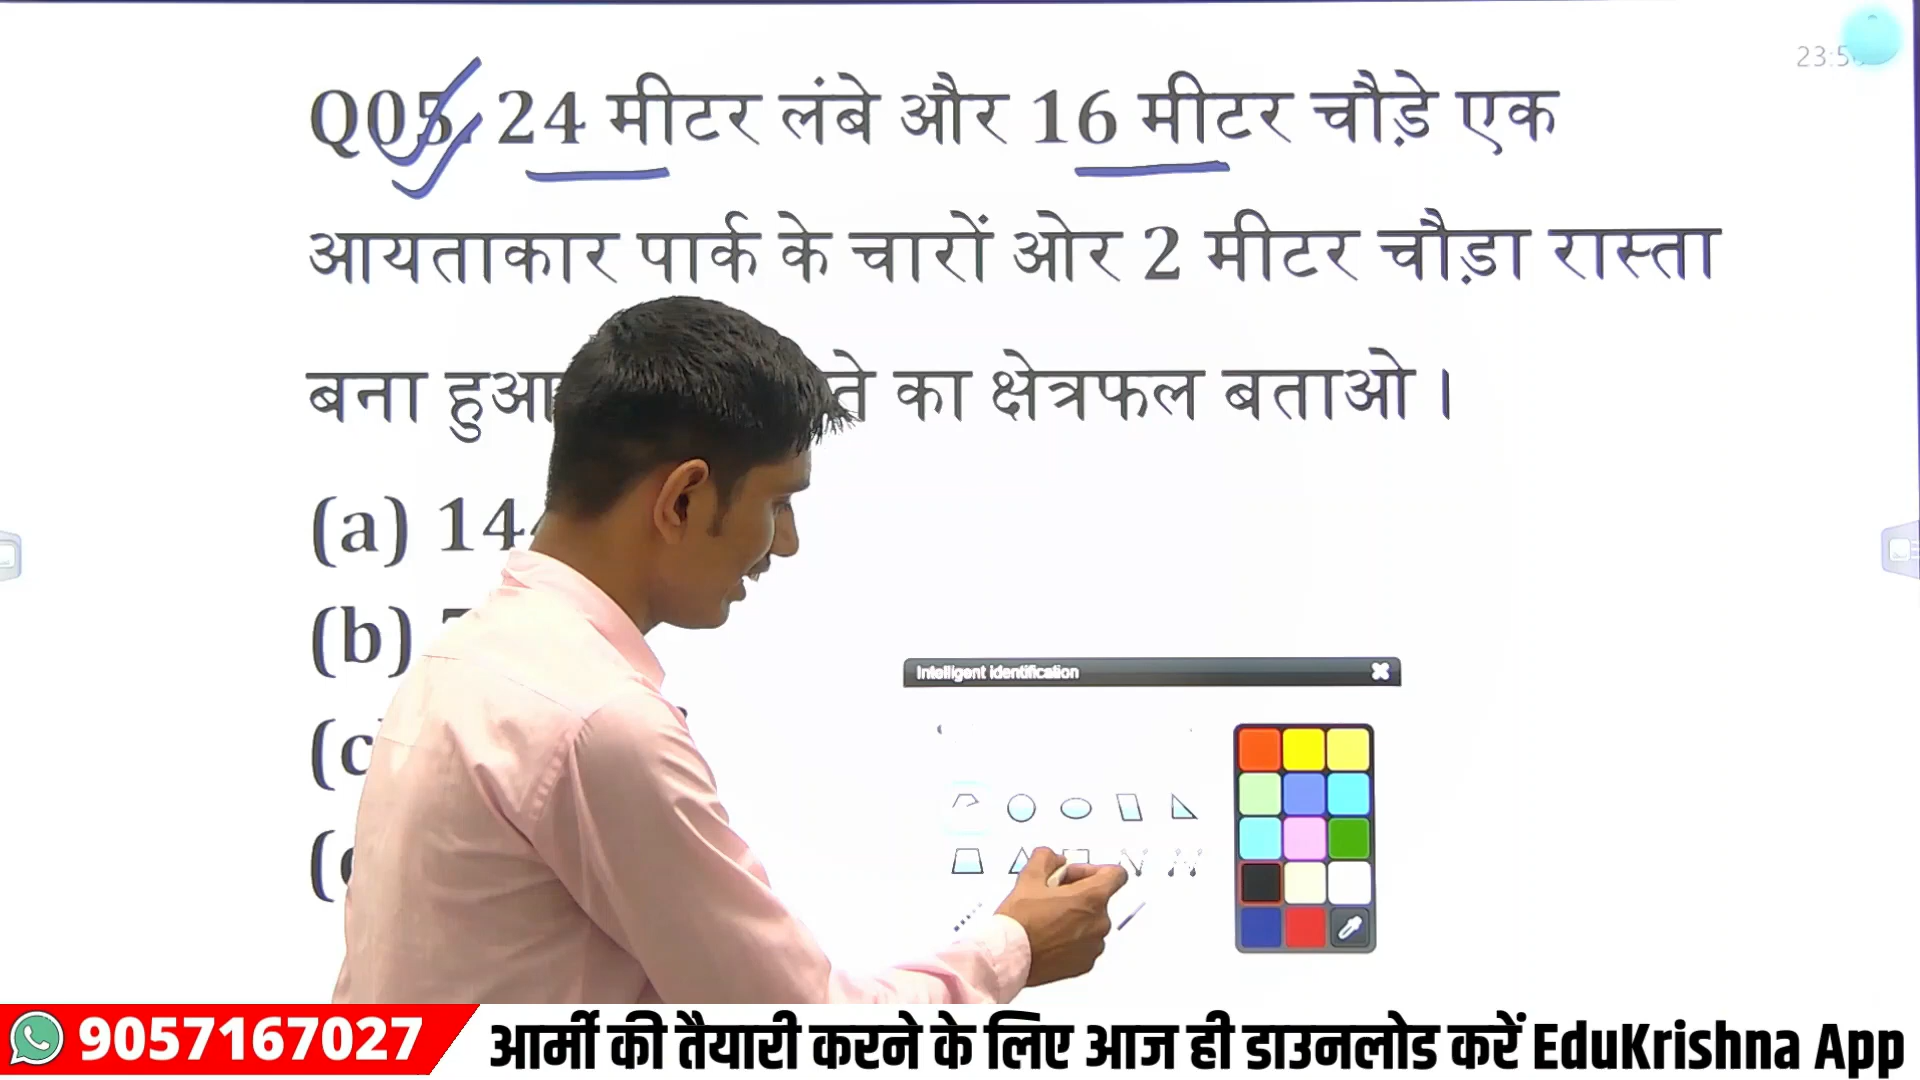 Q05. 24 मीटर लंबे और 16 मीटर चौड़े एक
आयताकार पार्क के चारों ओर 2 मीटर चौड़ा रास्ता
बना हुआ का क्षेत्रफल बताओ ।
(a)
(b)
Intelligent identification
9057167027 आर्मी की तैयारी करने के लिए आज ही डाउनलोड करें EduKrishna App